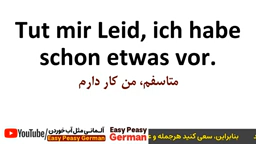 Tut mir Leid, ich habe
schon etwas vor.
متاسفم، من کار دارم
YouTube/Easy Peasy German
آلمانی مثل آب خوردن
Easy Peasy
German
بنابراین، سعی کنید هرجمله و